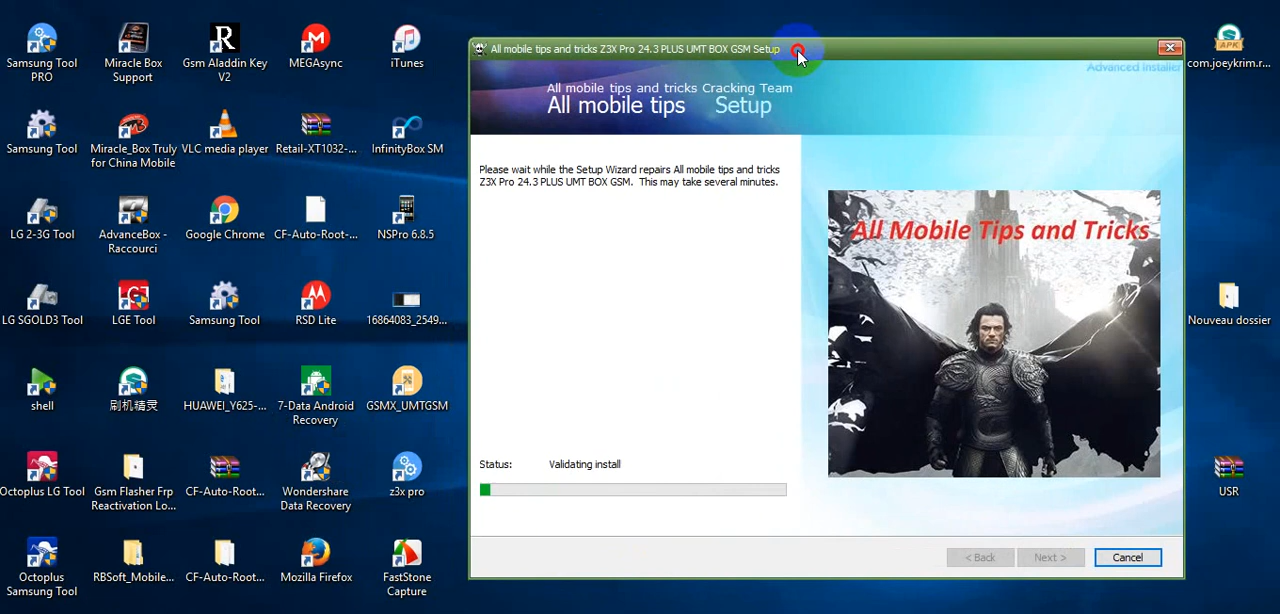 Samsung Tool
PRO
Miracle Box
Support
Gsm Aladdin Key
V2
MEGAsync
iTunes
Samsung Tool
Miracle_Box Truly
for China Mobile
VLC media player
Retail-XT1032-...
InfinityBox SM
LG 2-3G Tool
AdvanceBox -
Raccourci
Google Chrome
CF-Auto-Root-...
NSPro 6.8.5
LG SGOLD3 Tool
LGE Tool
Samsung Tool
RSD Lite
16864083_2549...
shell
刷机精灵
HUAWEI_Y625-...
7-Data Android
Recovery
GSMX_UMTGSM
Octoplus LG Tool
Gsm Flasher Frp
Reactivation Lo...
CF-Auto-Root...
Wondershare
Data Recovery
z3x pro
Octoplus
Samsung Tool
RBSoft_Mobile...
CF-Auto-Root...
Mozilla Firefox
FastStone
Capture
All mobile tips and tricks Z3X Pro 24.3 PLUS UMT BOX GSM Setup
Advanced Installer
All mobile tips and tricks Cracking Team
All mobile tips Setup
Please wait while the Setup Wizard repairs All mobile tips and tricks
Z3X Pro 24.3 PLUS UMT BOX GSM. This may take several minutes.
All Mobile Tips and Tricks
Status: Validating install
< Back
Next >
Cancel
APK
com.joeykrim.r...
Nouveau dossier
USR